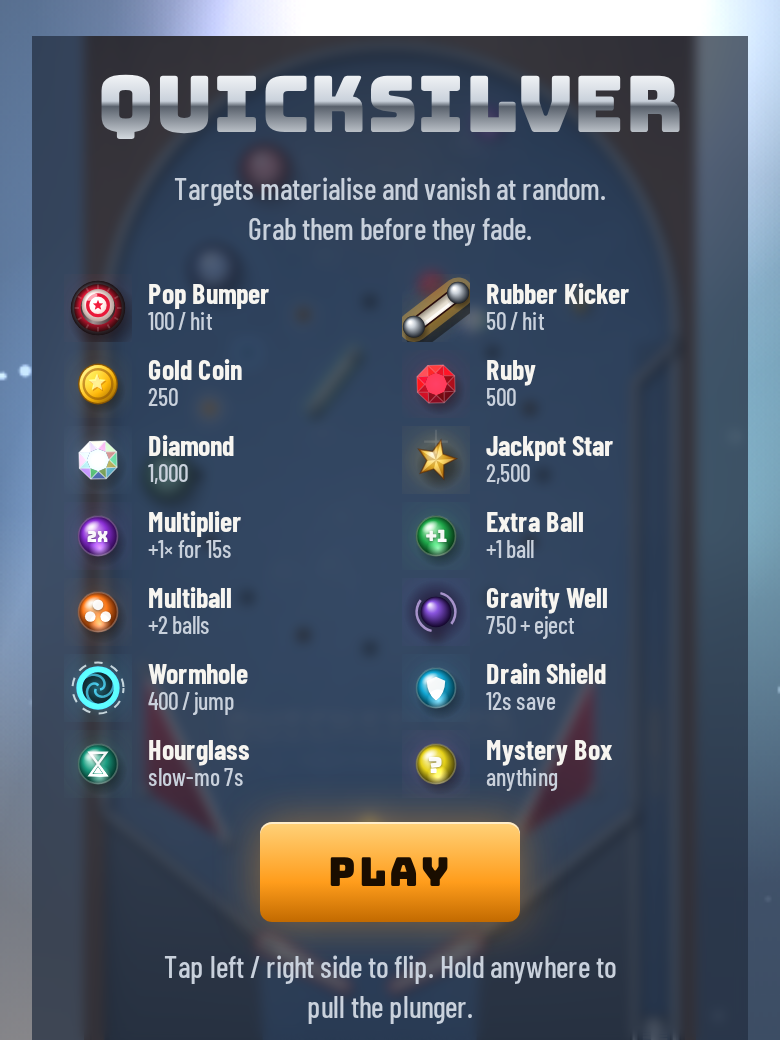 QUICKSILVER
Targets materialise and vanish at random.
Grab them before they fade.
Pop Bumper
100 / hit
Rubber Kicker
50 / hit
Gold Coin
250
Ruby
500
Diamond
1,000
Jackpot Star
2,500
2X
Multiplier
+1× for 15s
+1
Extra Ball
+1 ball
Multiball
+2 balls
Gravity Well
750 + eject
Wormhole
400 / jump
Drain Shield
12s save
Hourglass
slow-mo 7s
?
Mystery Box
anything
PLAY
Tap left / right side to flip. Hold anywhere to
pull the plunger.